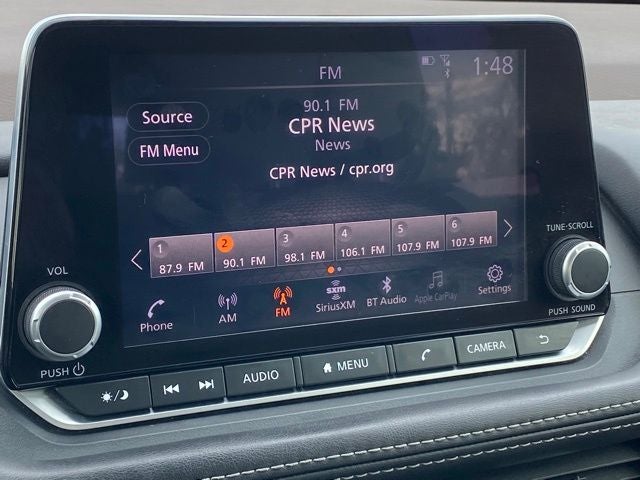 FM
1:48
Source
FM Menu
90.1 FM
CPR News
News
CPR News / cpr.org
1 2 3 4 5 6
87.9 FM 90.1 FM 98.1 FM 106.1 FM 107.9 FM 107.9 FM
Phone AM FM sxm SiriusXM BT Audio Apple CarPlay Settings
VOL
PUSH
TUNE·SCROLL
PUSH SOUND
AUDIO MENU CAMERA